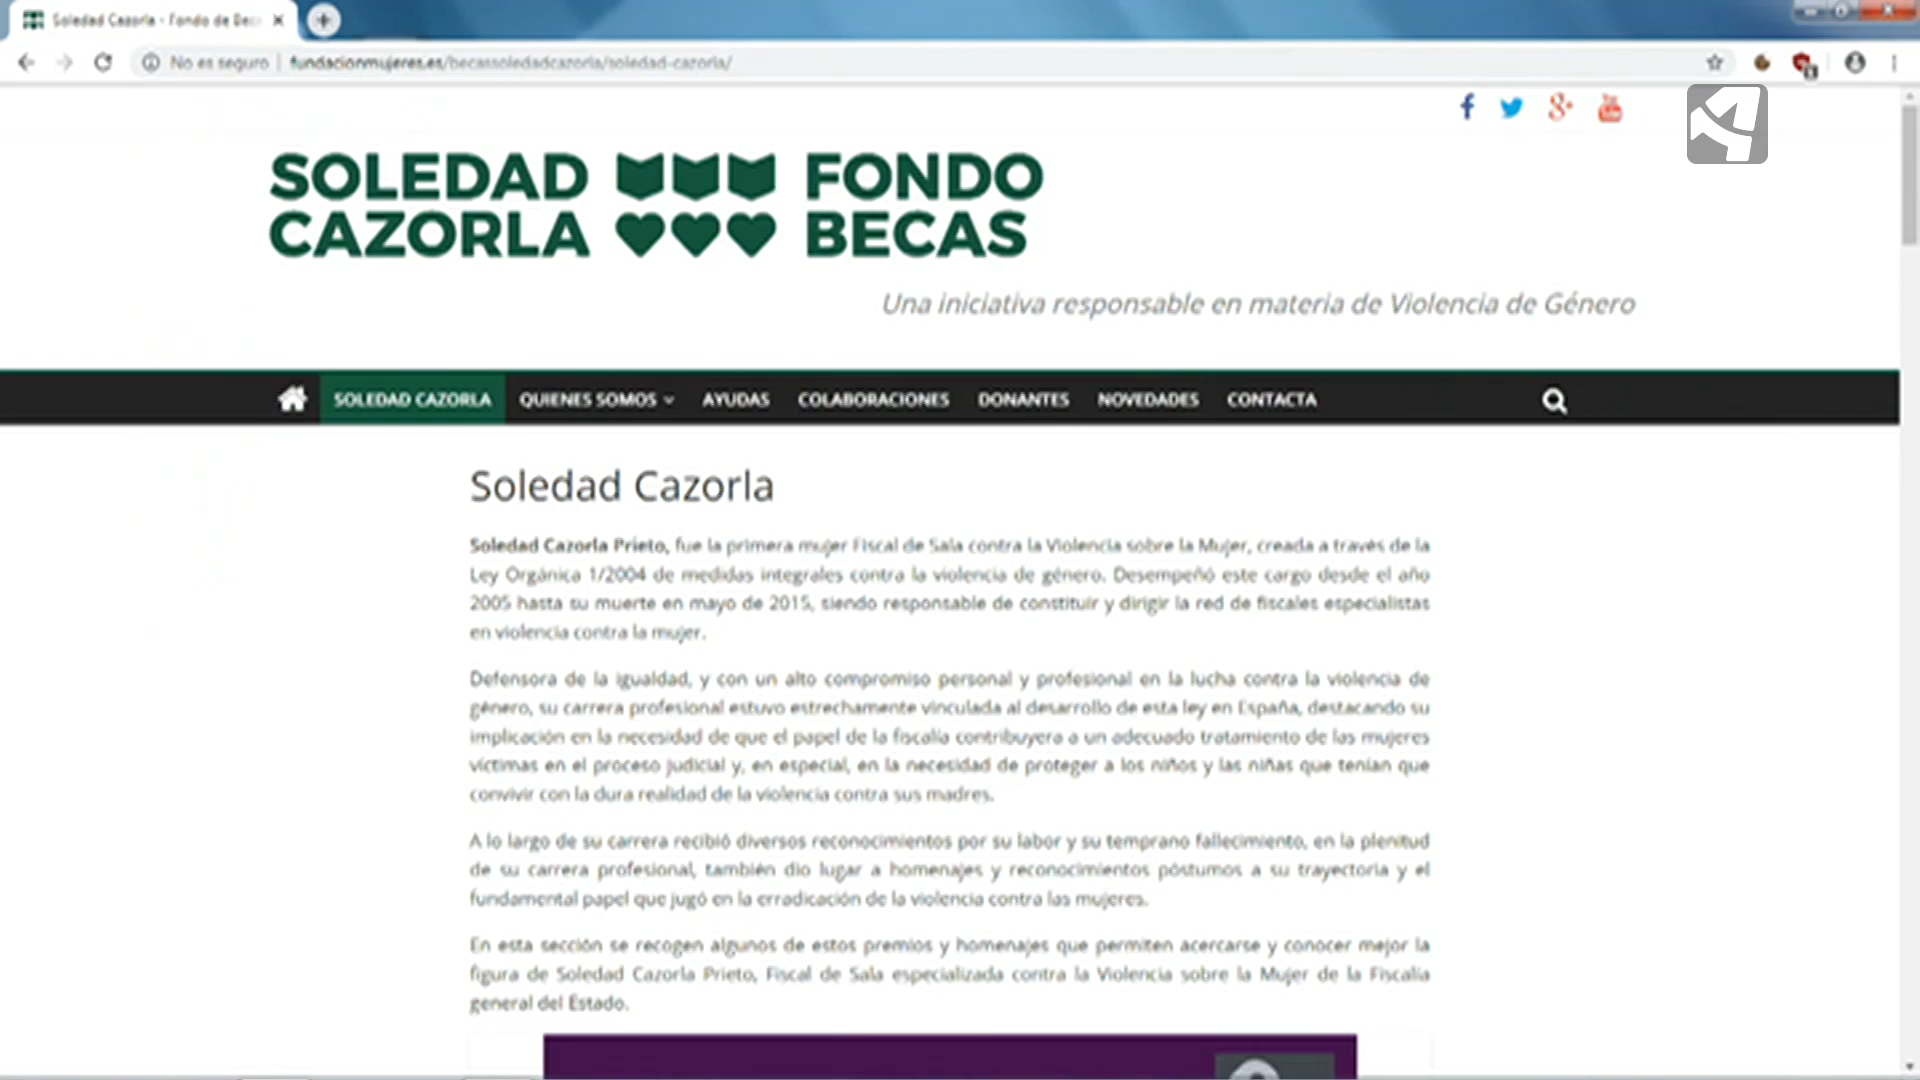 Soledad Cazorla - Fondo de Bec
No es seguro | fundacionmujeres.es/becassoledadcazorla/soledad-cazorla/
SOLEDAD FONDO
CAZORLA BECAS
Una iniciativa responsable en materia de Violencia de Género
SOLEDAD CAZORLA QUIENES SOMOS AYUDAS COLABORACIONES DONANTES NOVEDADES CONTACTA
Soledad Cazorla
Soledad Cazorla Prieto, fue la primera mujer Fiscal de Sala contra la Violencia sobre la Mujer, creada a través de la
Ley Orgánica 1/2004 de medidas integrales contra la violencia de género. Desempeñó este cargo desde el año
2005 hasta su muerte en mayo de 2015, siendo responsable de constituir y dirigir la red de fiscales especialistas
en violencia contra la mujer.
Defensora de la igualdad, y con un alto compromiso personal y profesional en la lucha contra la violencia de
género, su carrera profesional estuvo estrechamente vinculada al desarrollo de esta ley en España, destacando su
implicación en la necesidad de que el papel de la fiscalía contribuyera a un adecuado tratamiento de las mujeres
víctimas en el proceso judicial y, en especial, en la necesidad de proteger a los niños y las niñas que tenían que
convivir con la dura realidad de la violencia contra sus madres.
A lo largo de su carrera recibió diversos reconocimientos por su labor y su temprano fallecimiento, en la plenitud
de su carrera profesional, también dio lugar a homenajes y reconocimientos póstumos a su trayectoria y el
fundamental papel que jugó en la erradicación de la violencia contra las mujeres.
En esta sección se recogen algunos de estos premios y homenajes que permiten acercarse y conocer mejor la
figura de Soledad Cazorla Prieto, Fiscal de Sala especializada contra la Violencia sobre la Mujer de la Fiscalía
general del Estado.